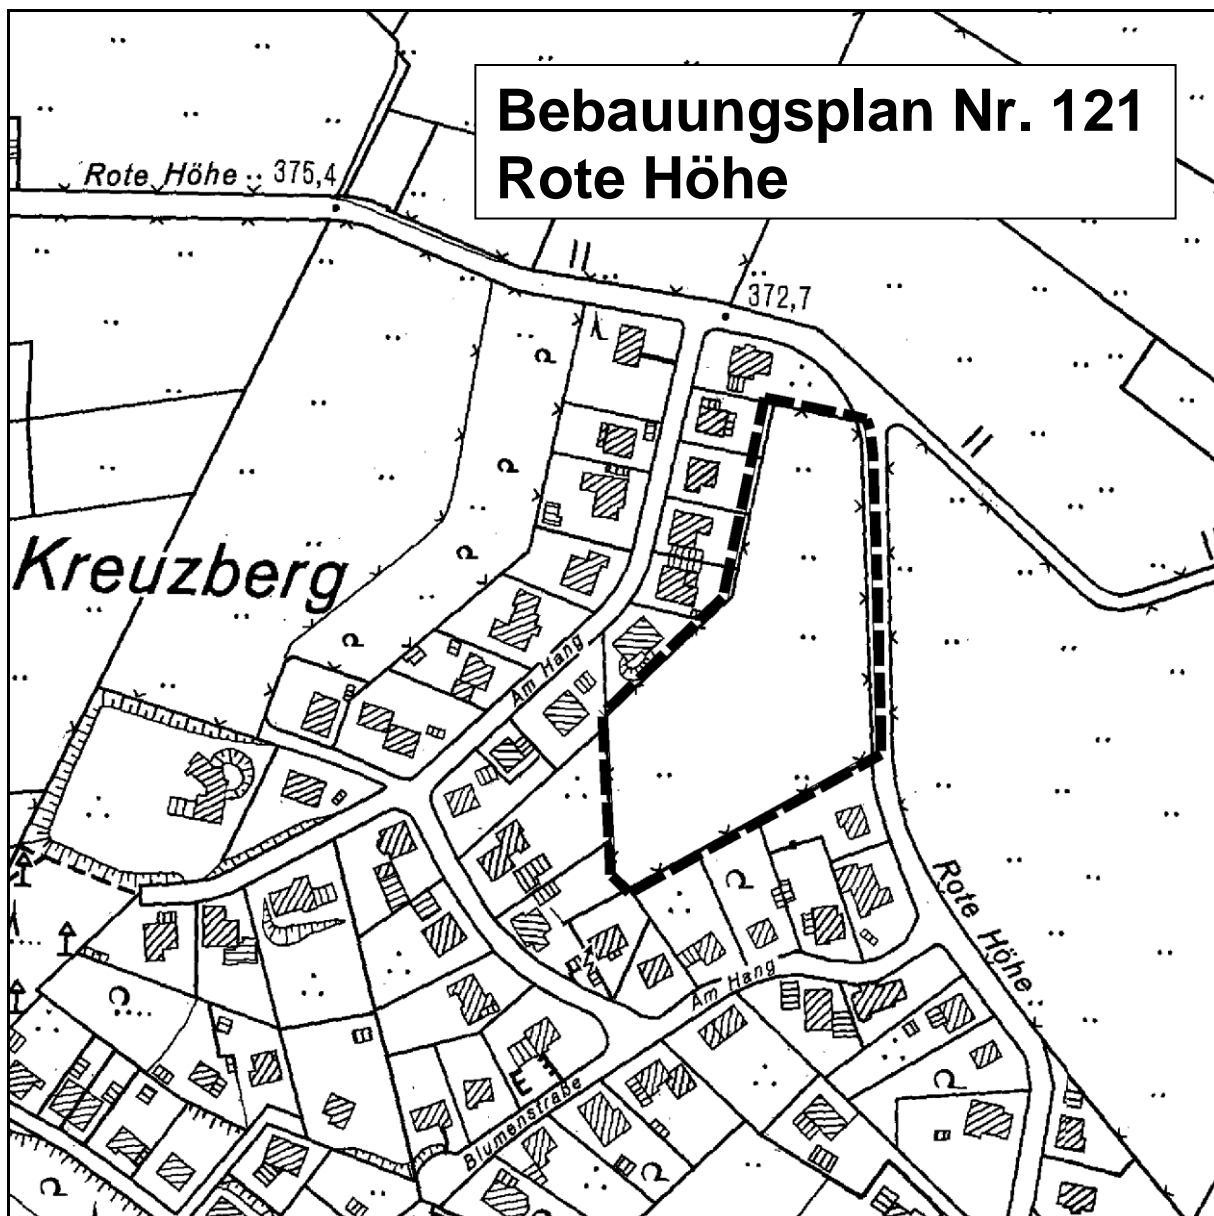 Bebauungsplan Nr. 121
Rote Höhe
Rote Höhe
375,4
372,7
Kreuzberg
Am Hang
Rote Höhe
Am Hang
Blumenstraße